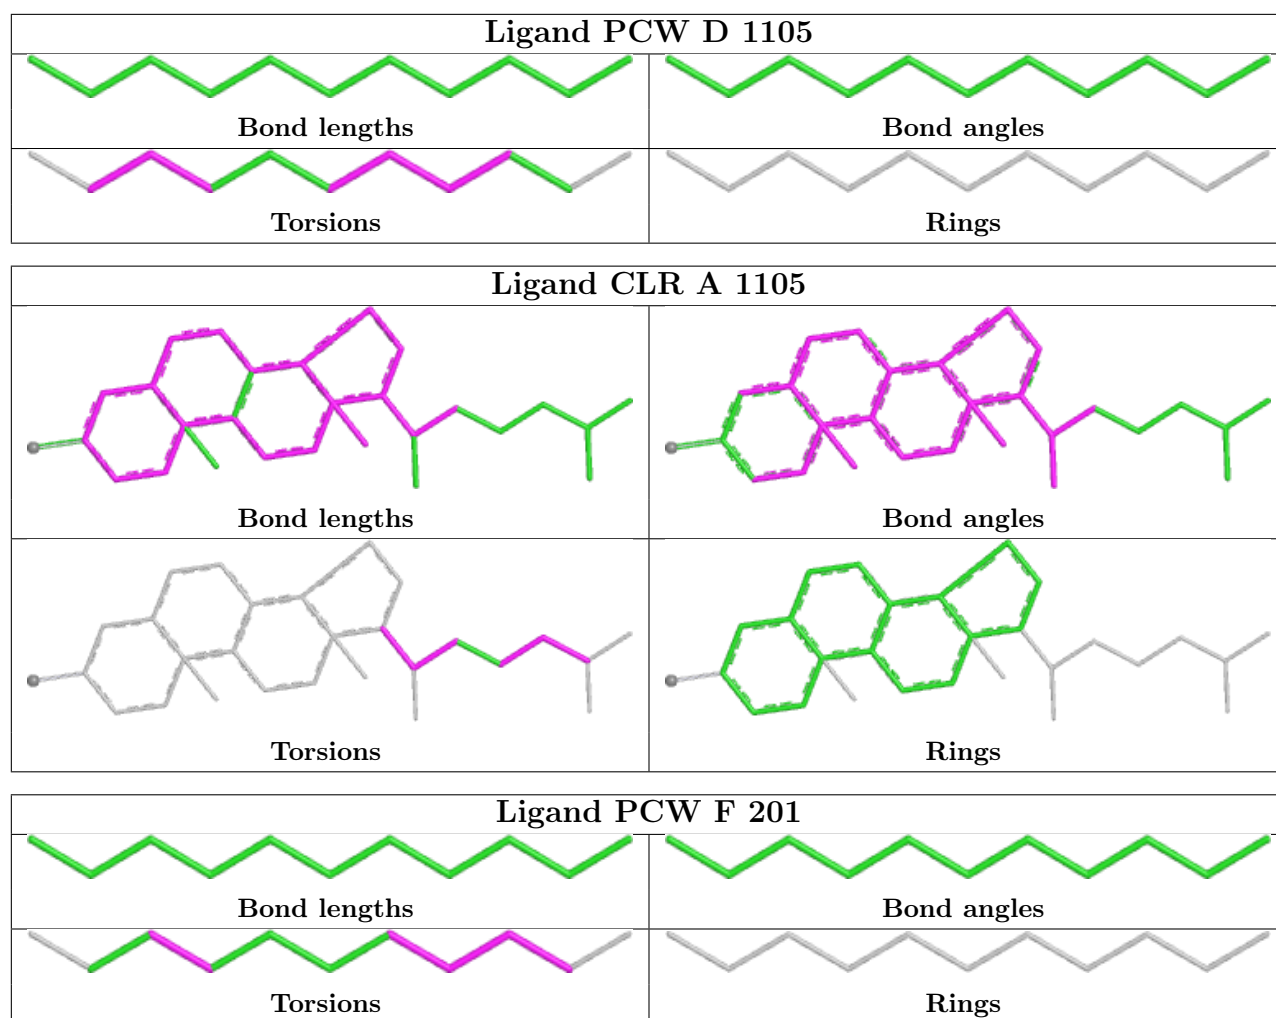 Ligand PCW D 1105
Bond lengths
Bond angles
Torsions
Rings
Ligand CLR A 1105
Bond lengths
Bond angles
Torsions
Rings
Ligand PCW F 201
Bond lengths
Bond angles
Torsions
Rings